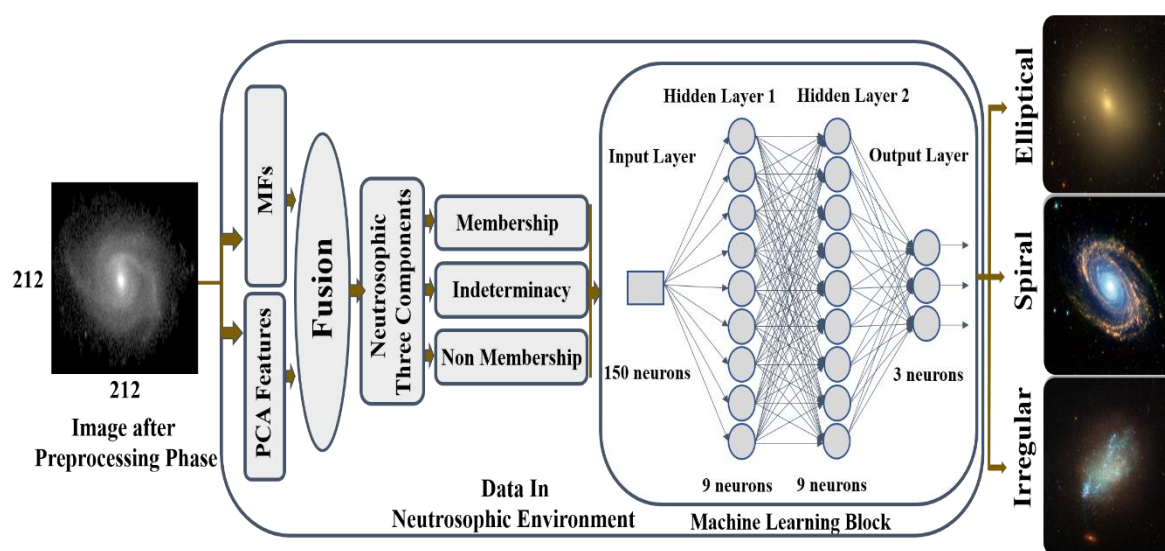 212
212
Image after
Preprocessing Phase
MFs
PCA Features
Fusion
Neutrosophic
Three Components
Membership
Indeterminacy
Non Membership
Data In
Neutrosophic Environment
Hidden Layer 1
Hidden Layer 2
Input Layer
Output Layer
150 neurons
3 neurons
9 neurons
9 neurons
Machine Learning Block
Elliptical
Spiral
Irregular